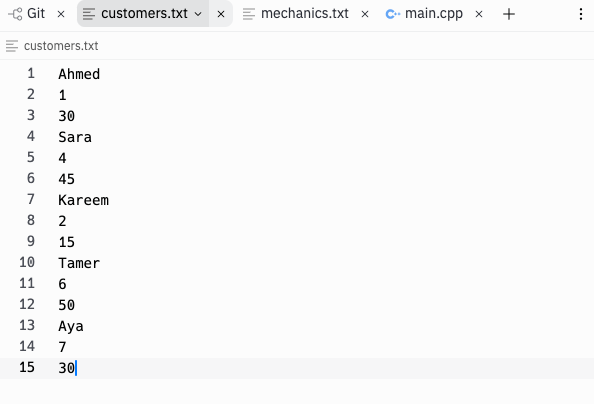 Git customers.txt mechanics.txt main.cpp
customers.txt
1 Ahmed
2 1
3 30
4 Sara
5 4
6 45
7 Kareem
8 2
9 15
10 Tamer
11 6
12 50
13 Aya
14 7
15 30